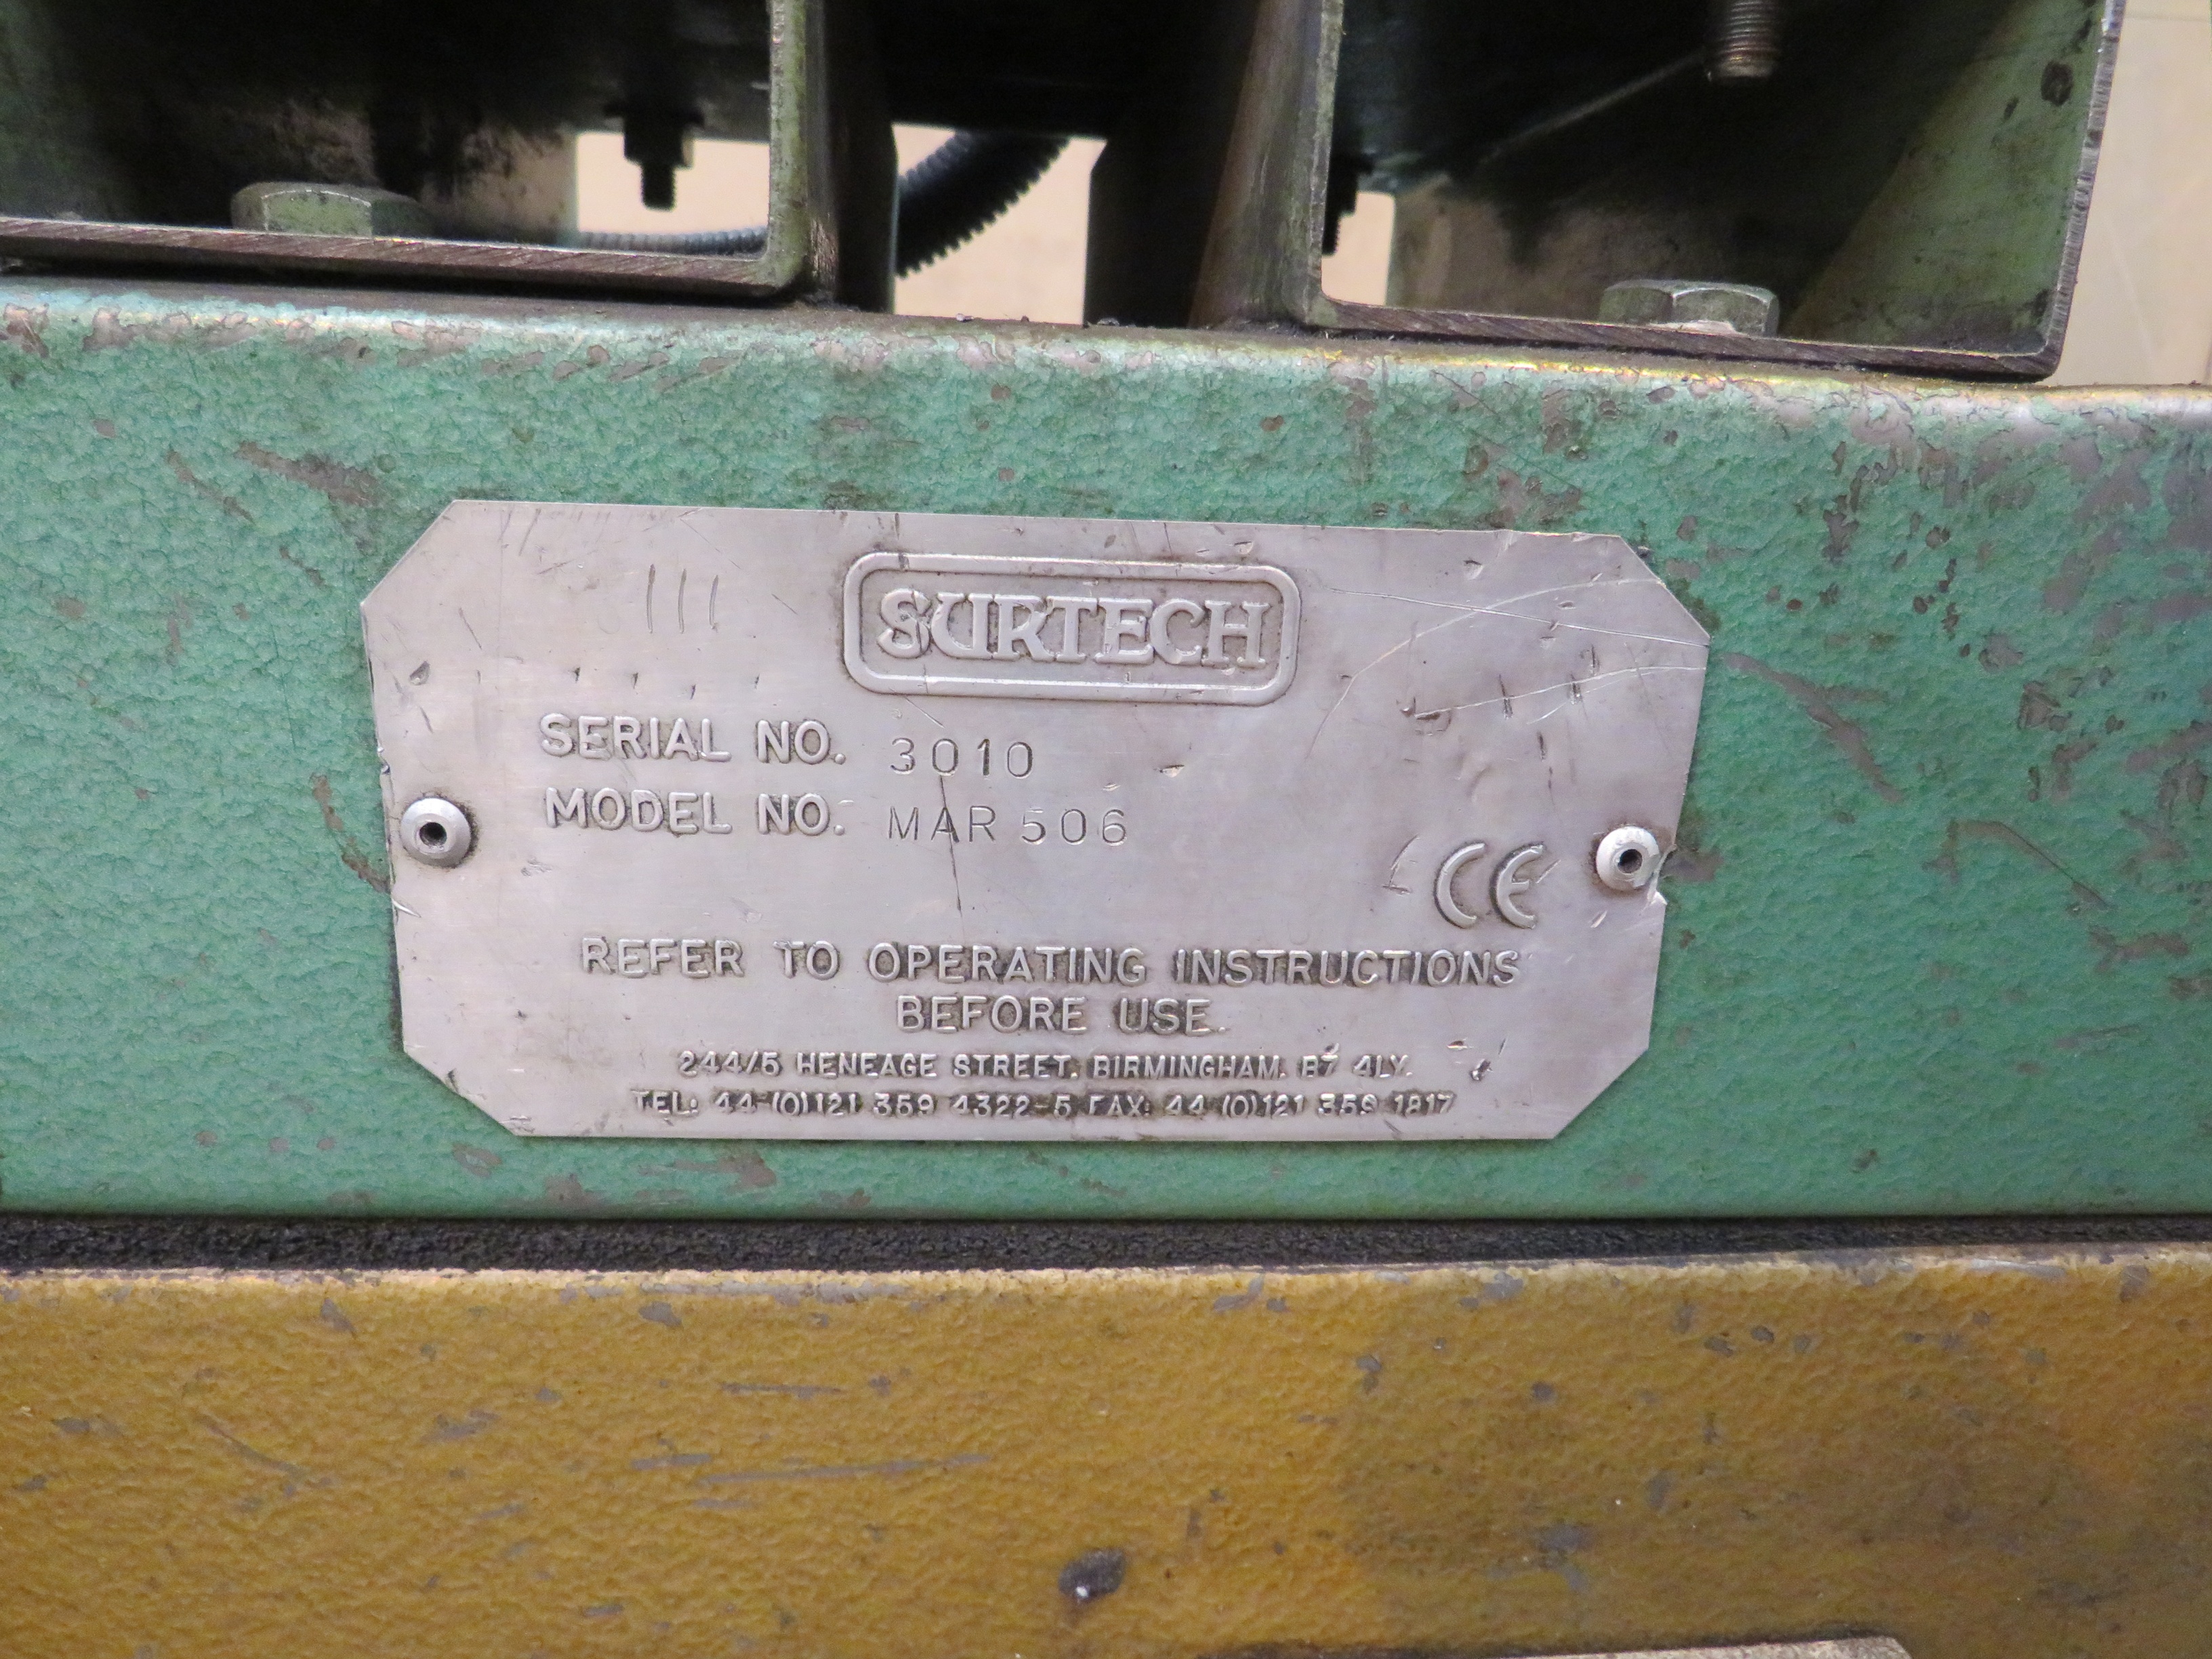 SURTECH
SERIAL NO. 3010
MODEL NO. MAR 506
CE
REFER TO OPERATING INSTRUCTIONS
BEFORE USE.
244/5 HENEAGE STREET, BIRMINGHAM, B7 4LY.
TEL: 44 (0)121 359 4322-5 FAX: 44 (0)121 359 1817